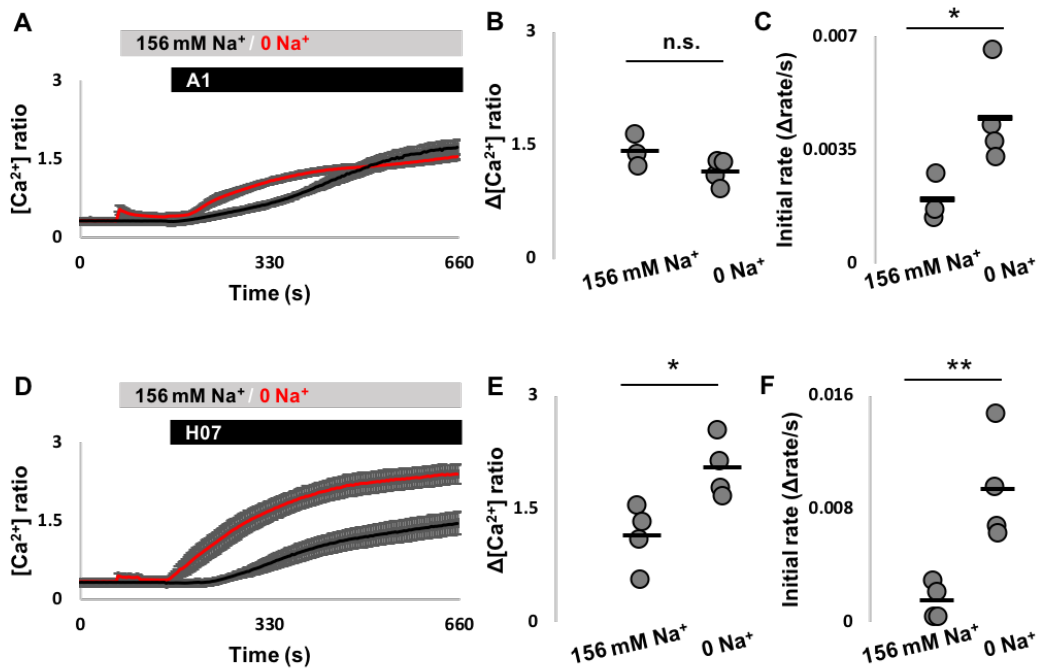 A
156 mM Na⁺ / 0 Na⁺
A1
3
1.5
0
[Ca²⁺] ratio
0
330
660
Time (s)
B
3
1.5
0
Δ[Ca²⁺] ratio
n.s.
156 mM Na⁺
0 Na⁺
C
0.007
0.0035
0
Initial rate (Δrate/s)
*
156 mM Na⁺
0 Na⁺
D
156 mM Na⁺ / 0 Na⁺
H07
3
1.5
0
[Ca²⁺] ratio
0
330
660
Time (s)
E
3
1.5
0
Δ[Ca²⁺] ratio
*
156 mM Na⁺
0 Na⁺
F
0.016
0.008
0
Initial rate (Δrate/s)
**
156 mM Na⁺
0 Na⁺